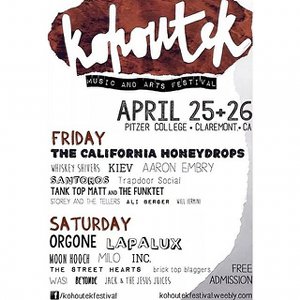 kohoutek
MUSIC AND ARTS FESTIVAL
APRIL 25+26
PITZER COLLEGE • CLAREMONT, CA
FRIDAY
THE CALIFORNIA HONEYDROPS
WHISKEY SHIVERS KIEV AARON EMBRY
SANTOROS Trapdoor Social
TANK TOP MATT AND THE FUNKTET
STOREY AND THE TELLERS ALI GERGER
SATURDAY
ORGONE LAPALUX
MOON HOOCH MILO INC.
THE STREET HEARTS brick top blaggers
WASI BEYONDE JACK & THE JESUS JUICES
FREE
ADMISSION
f/kohoutekfestival kohoutekfestival.weebly.com